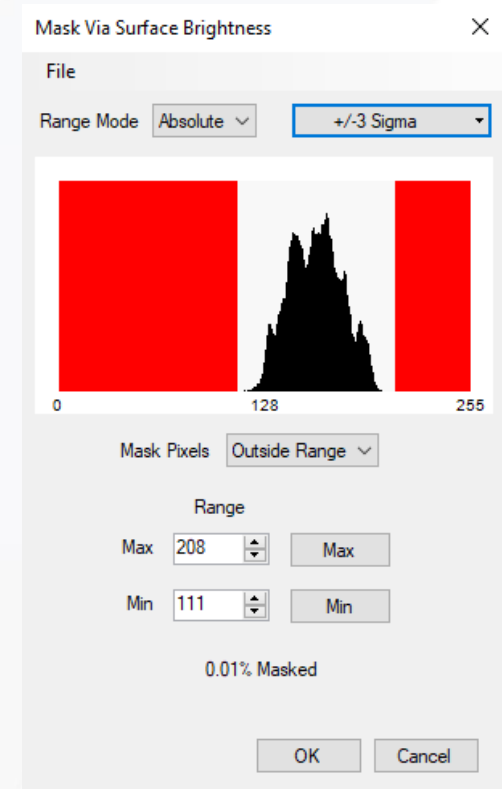 Mask Via Surface Brightness
File
Range Mode Absolute +/-3 Sigma
0 128 255
Mask Pixels Outside Range
Range
Max 208 Max
Min 111 Min
0.01% Masked
OK Cancel